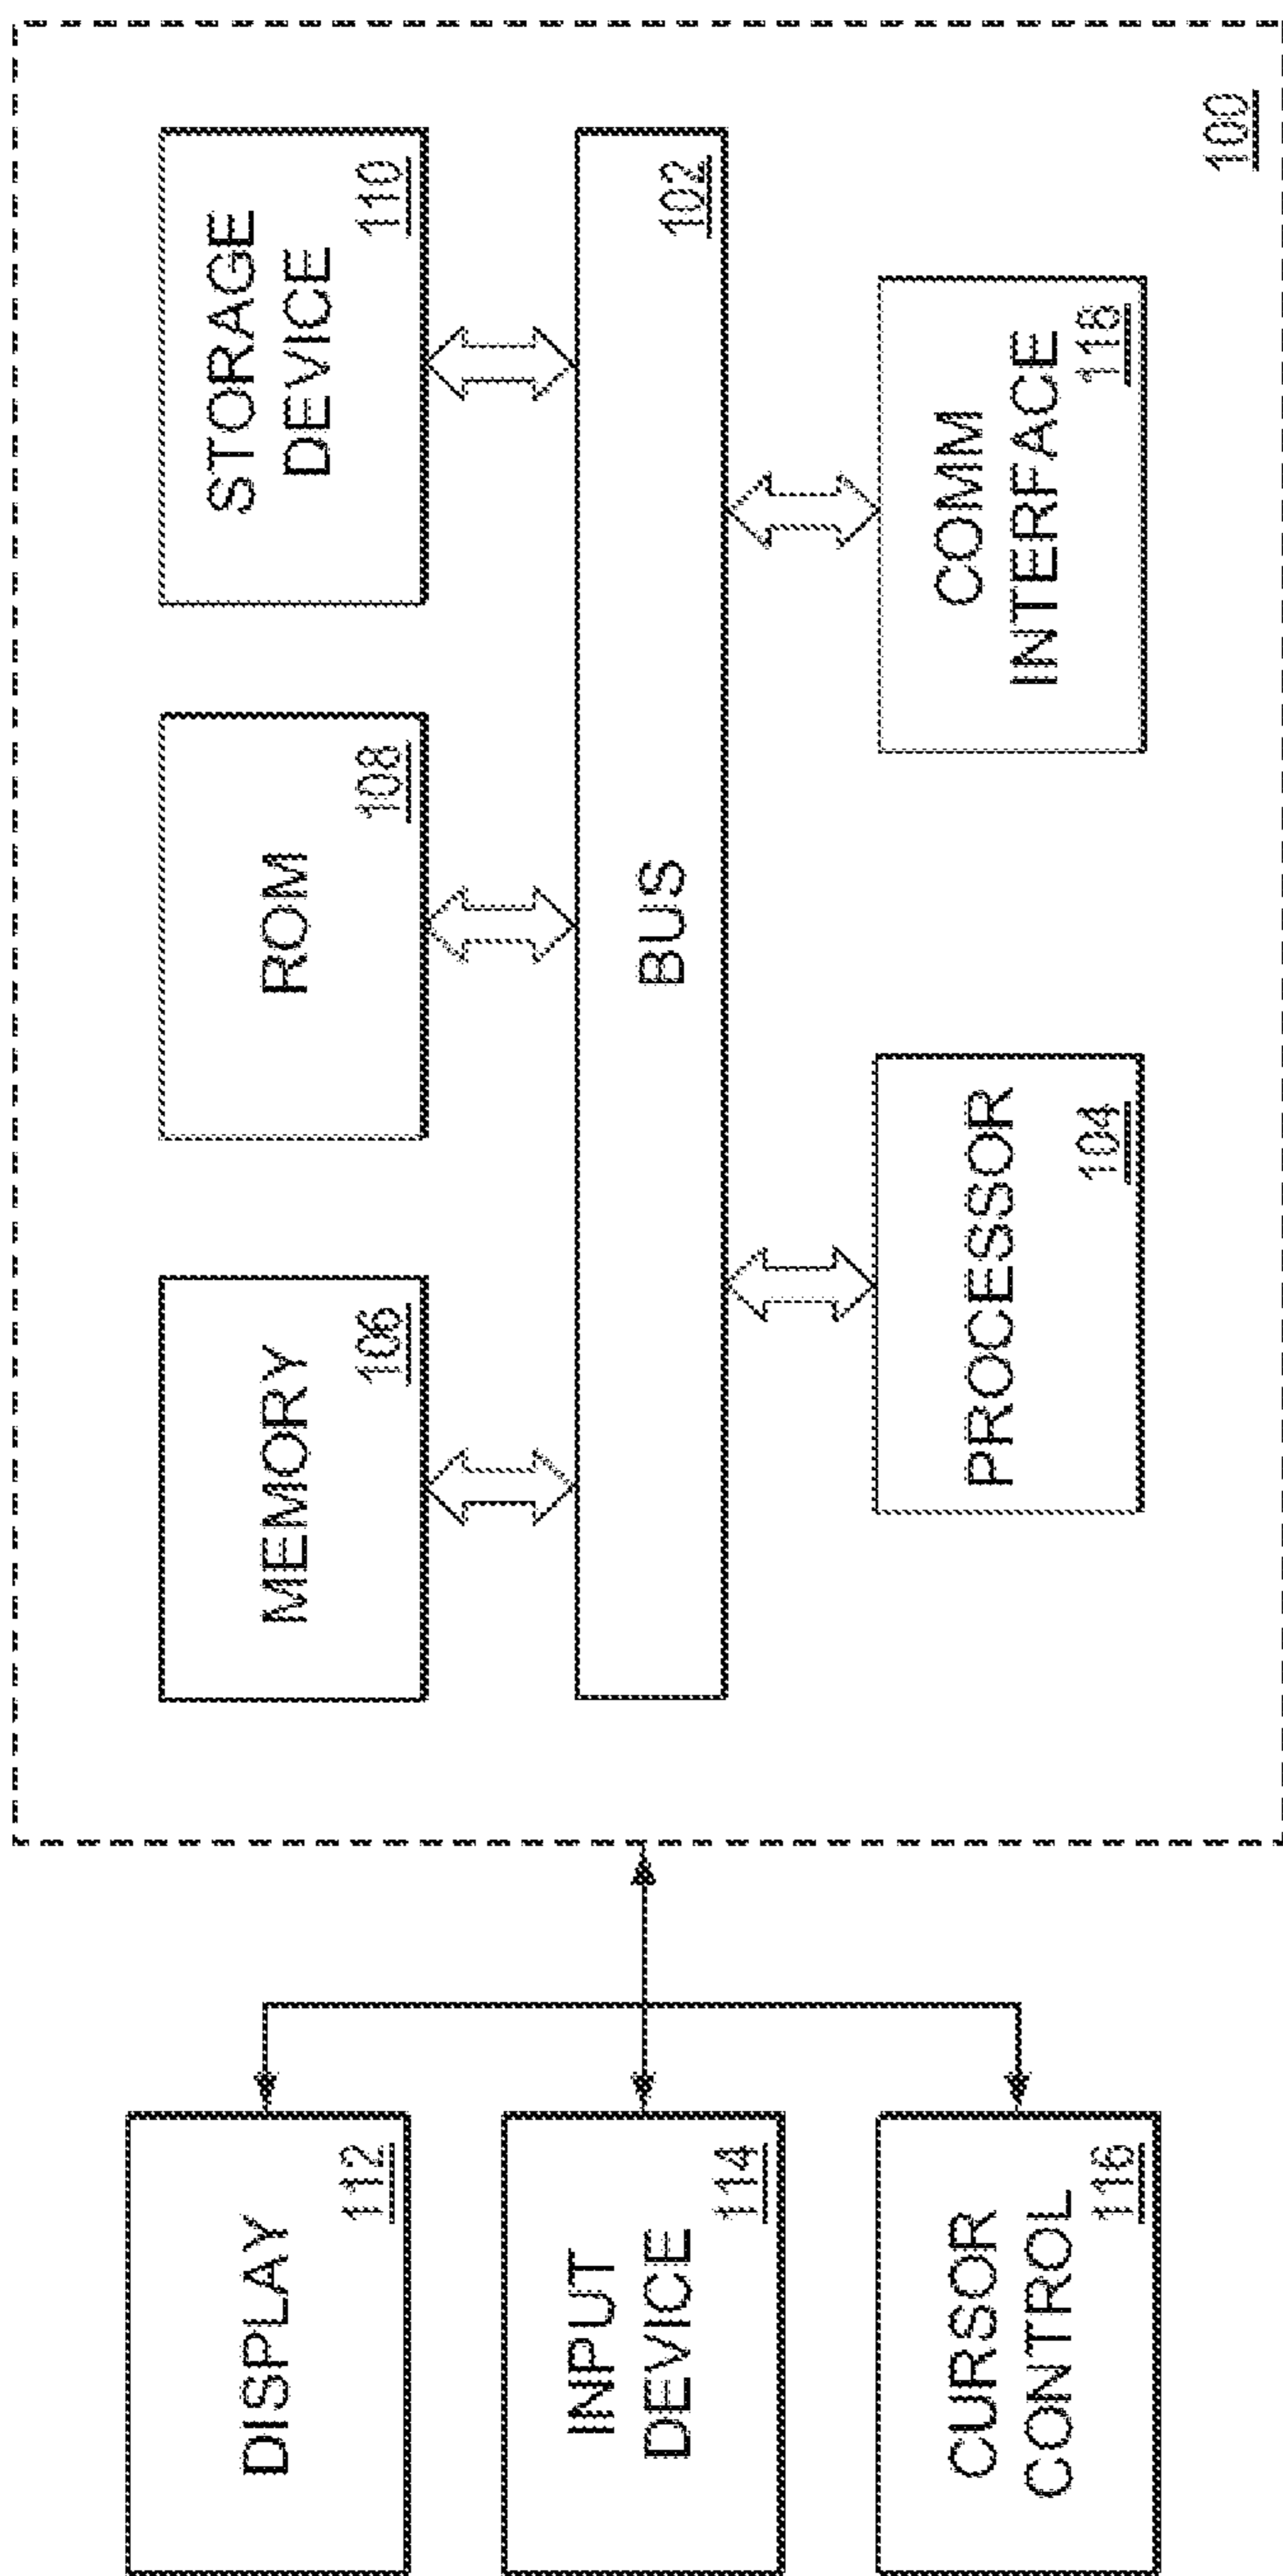 DISPLAY
112
INPUT
DEVICE
114
CURSOR
CONTROL
116
MEMORY
106
ROM
108
STORAGE
DEVICE
110
BUS
102
PROCESSOR
104
COMM
INTERFACE
118
100